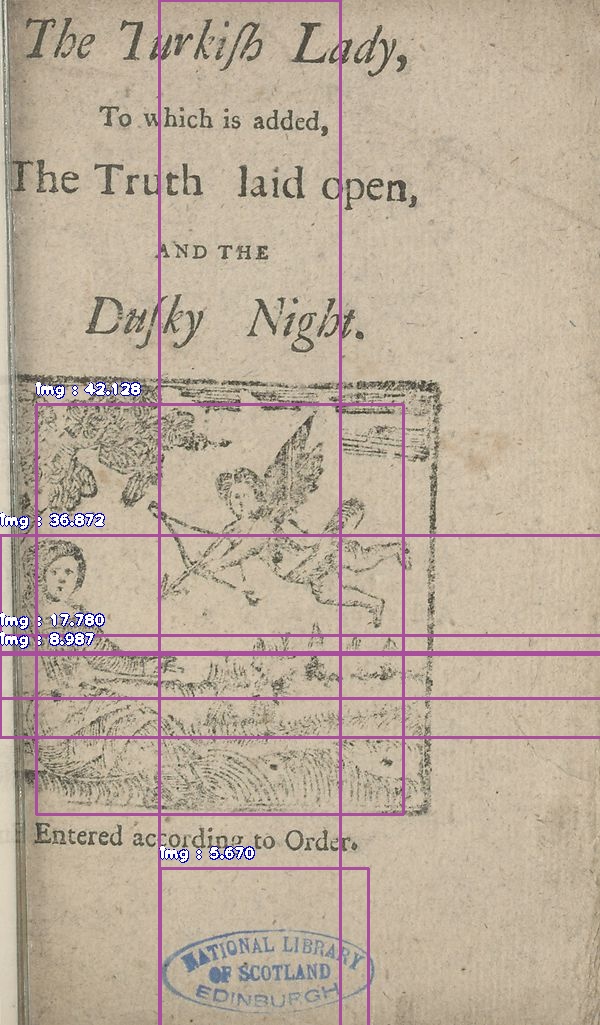 The Turkiſh Lady,
To which is added,
The Truth laid open,
AND THE
Duſky Night.
img : 42.128
img : 36.872
img : 17.780
img : 8.987
Entered according to Order.
img : 5.670
NATIONAL LIBRARY
OF SCOTLAND
EDINBURGH